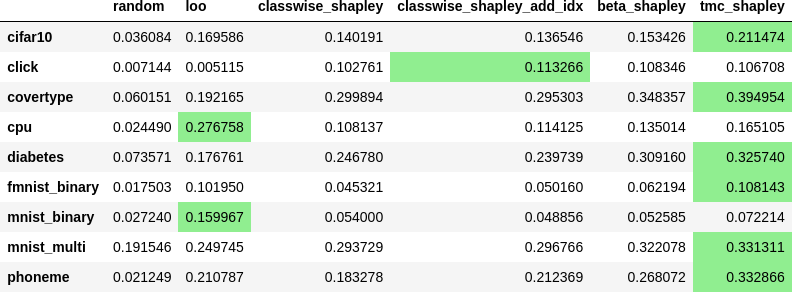 random loo classwise_shapley classwise_shapley_add_idx beta_shapley tmc_shapley
cifar10 0.036084 0.169586 0.140191 0.136546 0.153426 0.211474
click 0.007144 0.005115 0.102761 0.113266 0.108346 0.106708
covertype 0.060151 0.192165 0.299894 0.295303 0.348357 0.394954
cpu 0.024490 0.276758 0.108137 0.114125 0.135014 0.165105
diabetes 0.073571 0.176761 0.246780 0.239739 0.309160 0.325740
fmnist_binary 0.017503 0.101950 0.045321 0.050160 0.062194 0.108143
mnist_binary 0.027240 0.159967 0.054000 0.048856 0.052585 0.072214
mnist_multi 0.191546 0.249745 0.293729 0.296766 0.322078 0.331311
phoneme 0.021249 0.210787 0.183278 0.212369 0.268072 0.332866